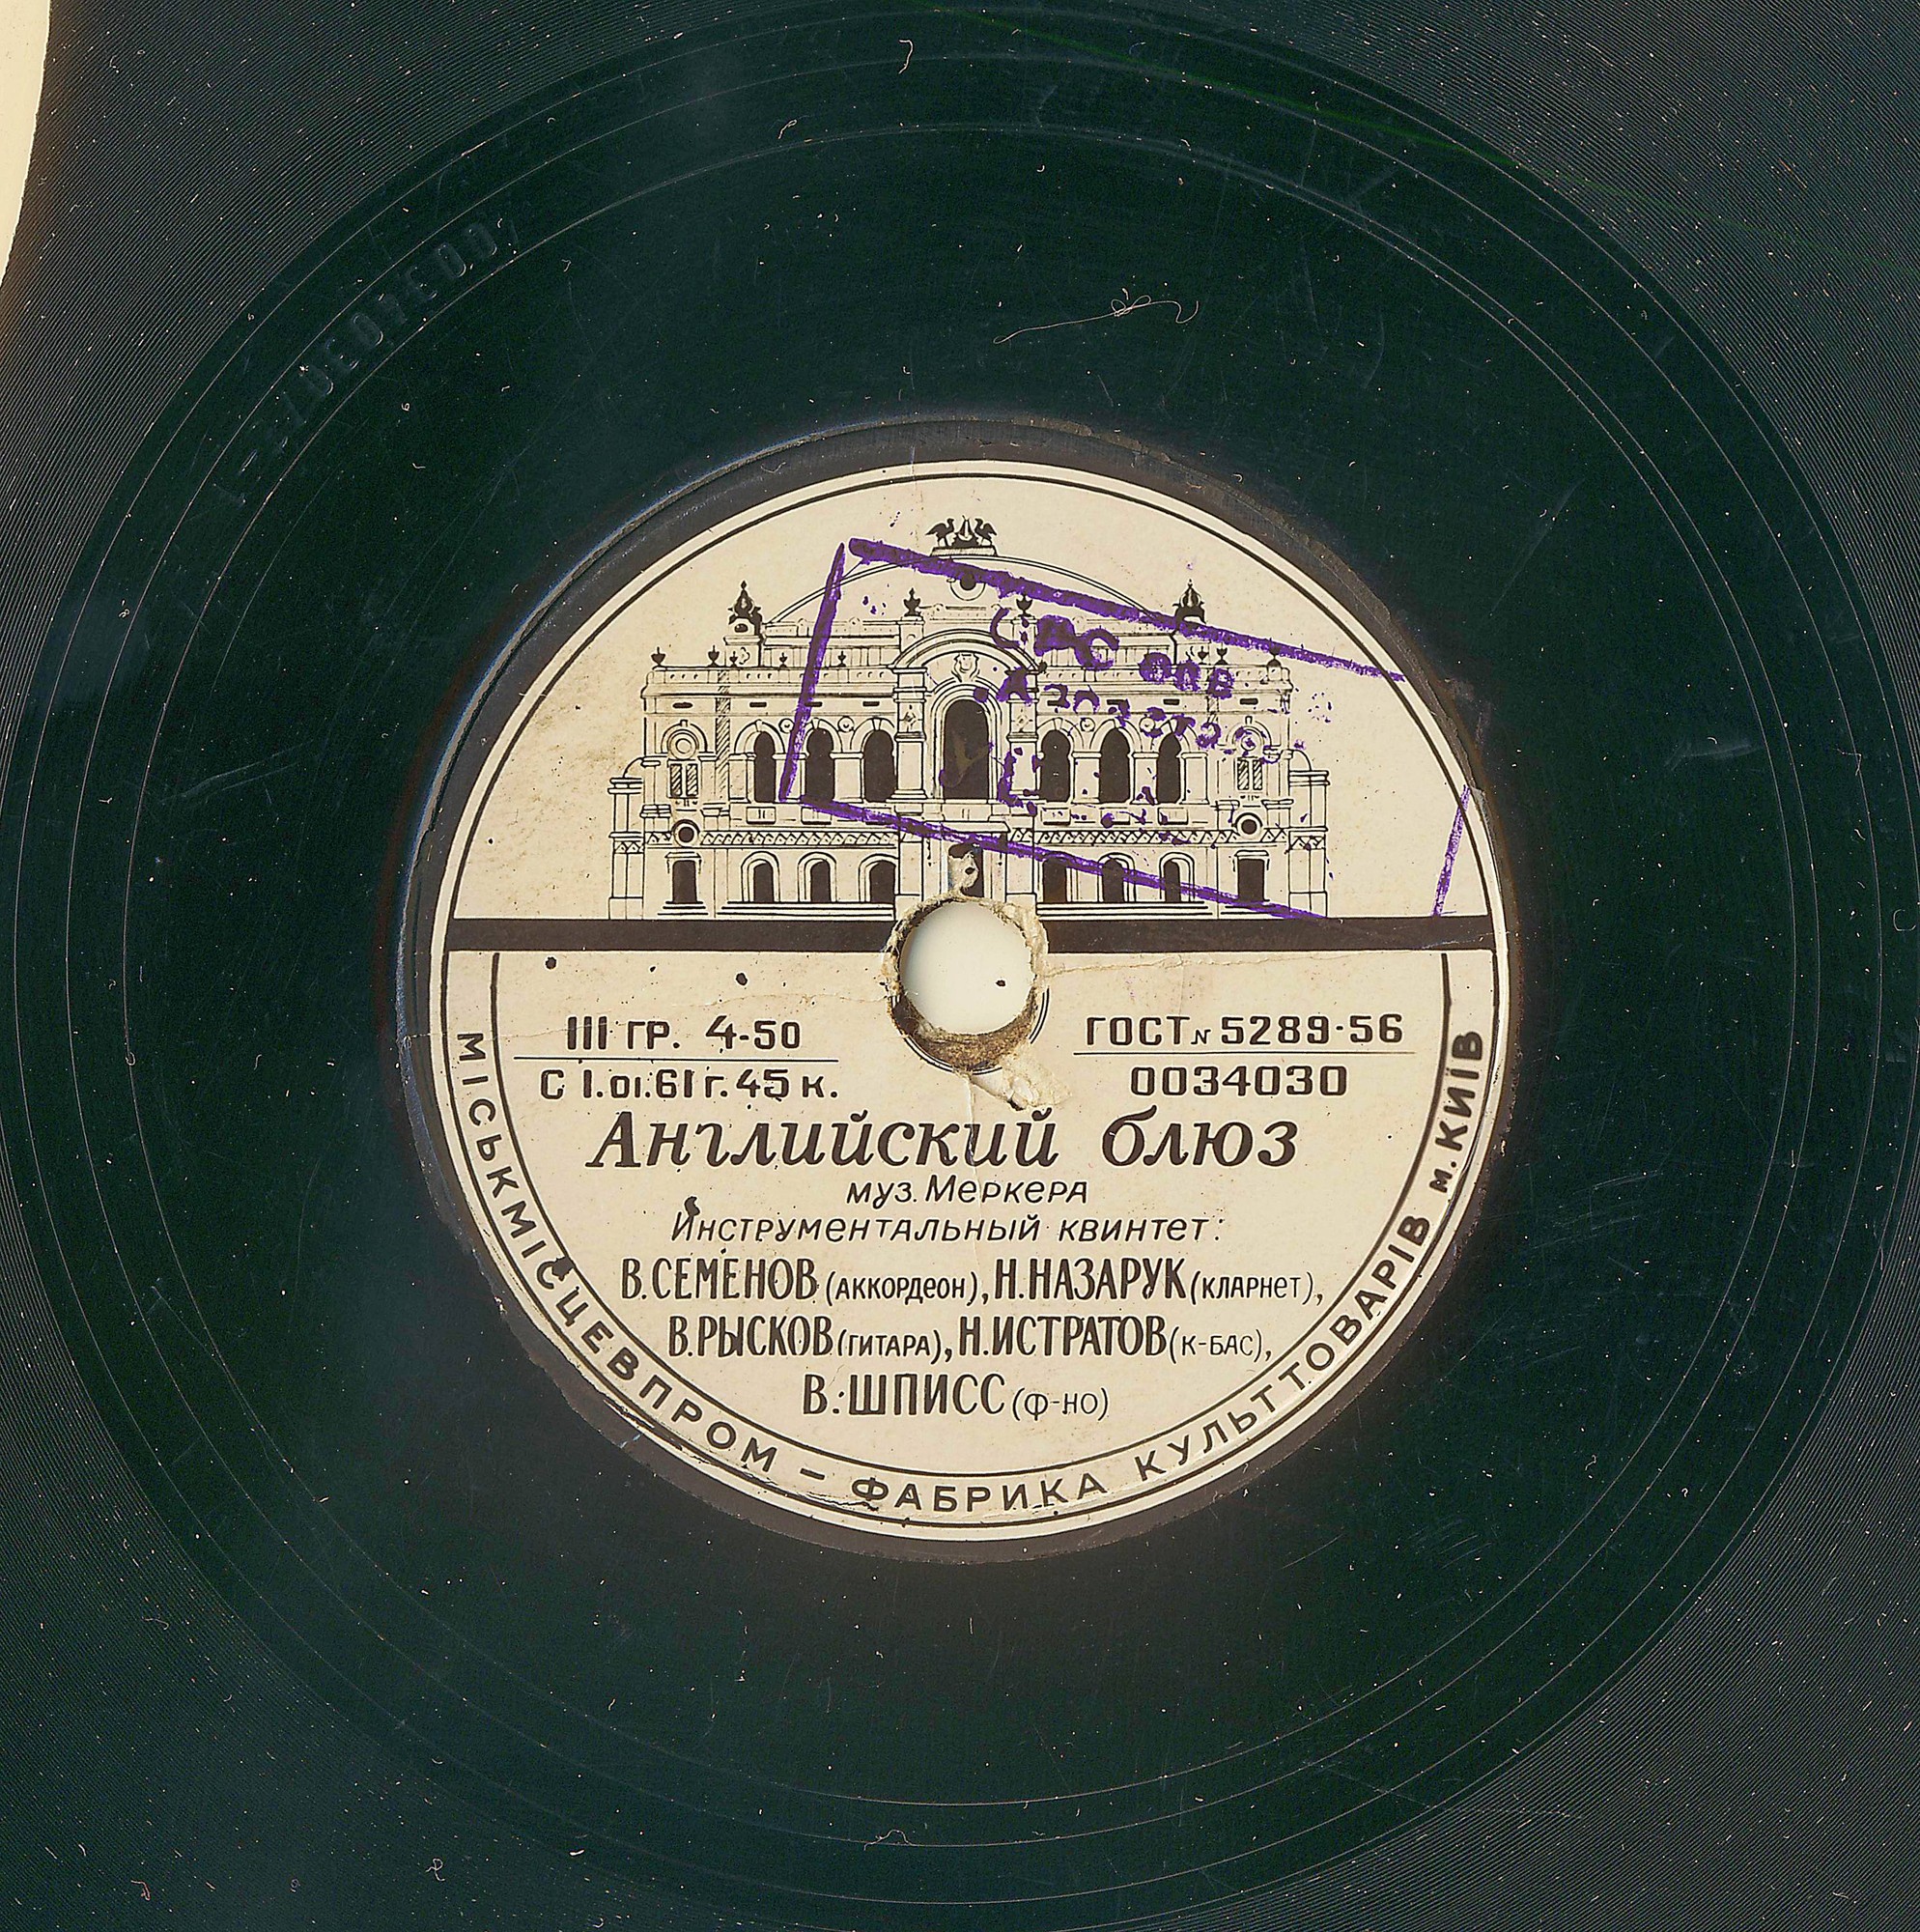 III ГР. 4-50
С 1.01.61 г. 45 к.
ГОСТ № 5289-56
0034030
Английский блюз
муз. Меркера
Инструментальный квинтет:
В. СЕМЕНОВ (аккордеон), Н. НАЗАРУК (кларнет),
В. РЫСКОВ (гитара), Н. ИСТРАТОВ (к-бас),
В. ШПИСС (ф-но)
МІСЬКМІСЦЕВПРОМ – ФАБРИКА КУЛЬТТОВАРІВ м. КИІВ